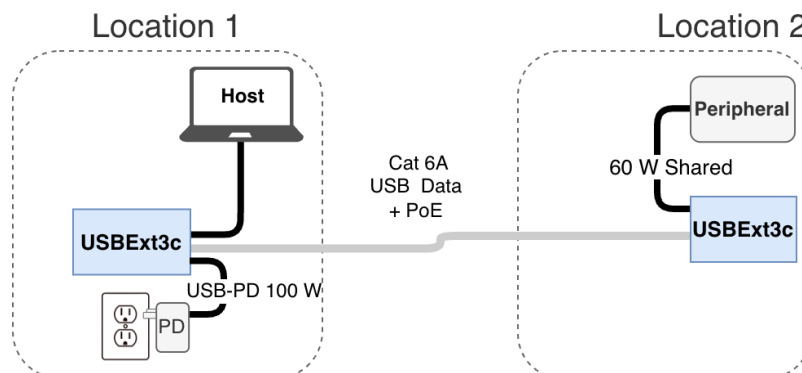 Location 1
Location 2
Host
Peripheral
Cat 6A
USB Data
+ PoE
60 W Shared
USBExt3c
USBExt3c
USB-PD 100 W
PD